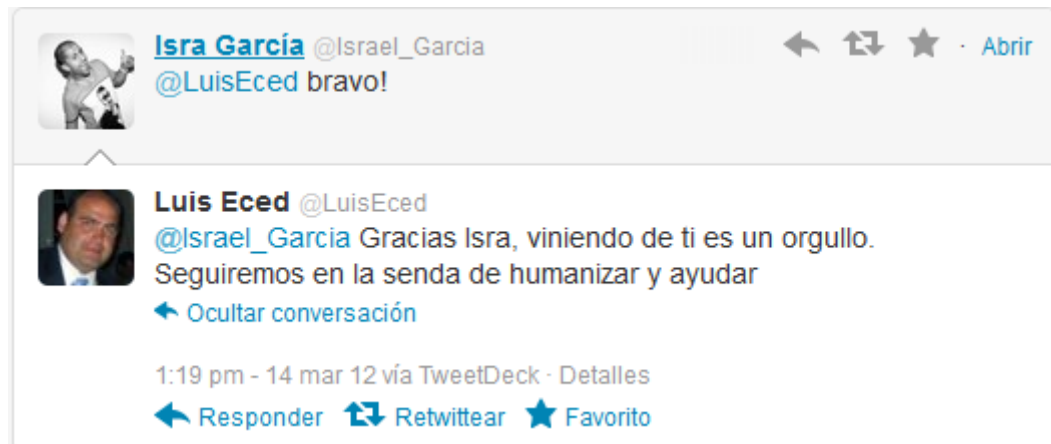 Isra García @Israel_Garcia · Abrir
@LuisEced bravo!
Luis Eced @LuisEced
@Israel_Garcia Gracias Isra, viniendo de ti es un orgullo.
Seguiremos en la senda de humanizar y ayudar
Ocultar conversación
1:19 pm - 14 mar 12 vía TweetDeck · Detalles
Responder Retwittear Favorito